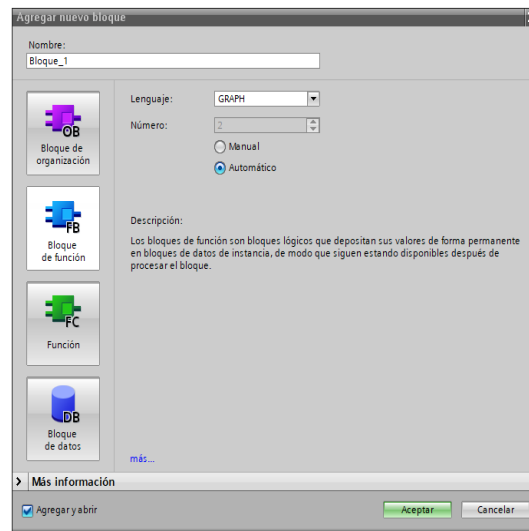 Agregar nuevo bloque
Nombre:
Bloque_1
OB
Bloque de
organización
FB
Bloque
de función
FC
Función
DB
Bloque
de datos
Lenguaje:
GRAPH
Número:
2
Manual
Automático
Descripción:
Los bloques de función son bloques lógicos que depositan sus valores de forma permanente
en bloques de datos de instancia, de modo que siguen estando disponibles después de
procesar el bloque.
más...
> Más información
Agregar y abrir
Aceptar
Cancelar